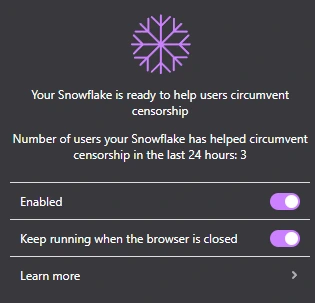 Your Snowflake is ready to help users circumvent
censorship
Number of users your Snowflake has helped circumvent
censorship in the last 24 hours: 3
Enabled
Keep running when the browser is closed
Learn more